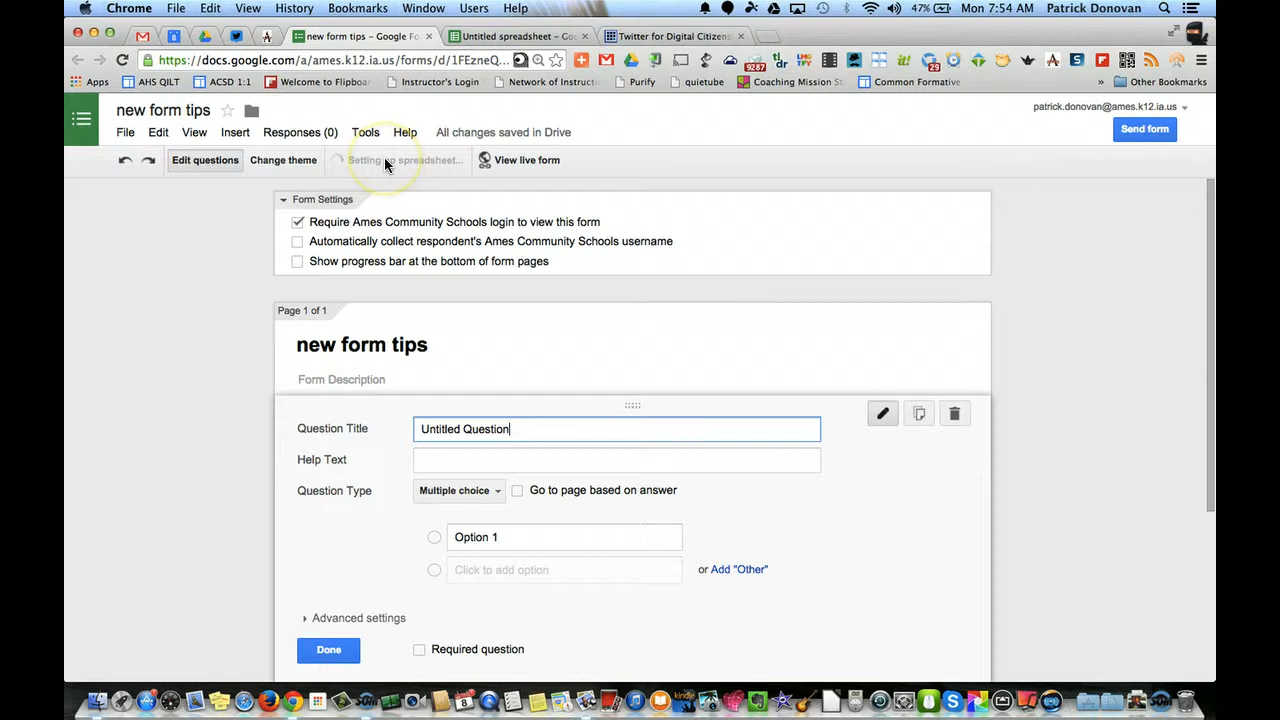 Chrome File Edit View History Bookmarks Window Users Help 47% Mon 7:54 AM Patrick Donovan
new form tips – Google Fo Untitled spreadsheet – Go Twitter for Digital Citizens
https://docs.google.com/a/ames.k12.ia.us/forms/d/1FEzneQ... 9287 tldr LMG TFY 29
Apps AHS QILT ACSD 1:1 Welcome to Flipboa Instructor's Login Network of Instructi Purify quietube Coaching Mission St Common Formative » Other Bookmarks
new form tips
patrick.donovan@ames.k12.ia.us
File Edit View Insert Responses (0) Tools Help All changes saved in Drive
Send form
Edit questions Change theme Setting up spreadsheet... View live form
Form Settings
Require Ames Community Schools login to view this form
Automatically collect respondent's Ames Community Schools username
Show progress bar at the bottom of form pages
Page 1 of 1
new form tips
Form Description
Question Title Untitled Question
Help Text
Question Type Multiple choice Go to page based on answer
Option 1
Click to add option or Add "Other"
Advanced settings
Done Required question